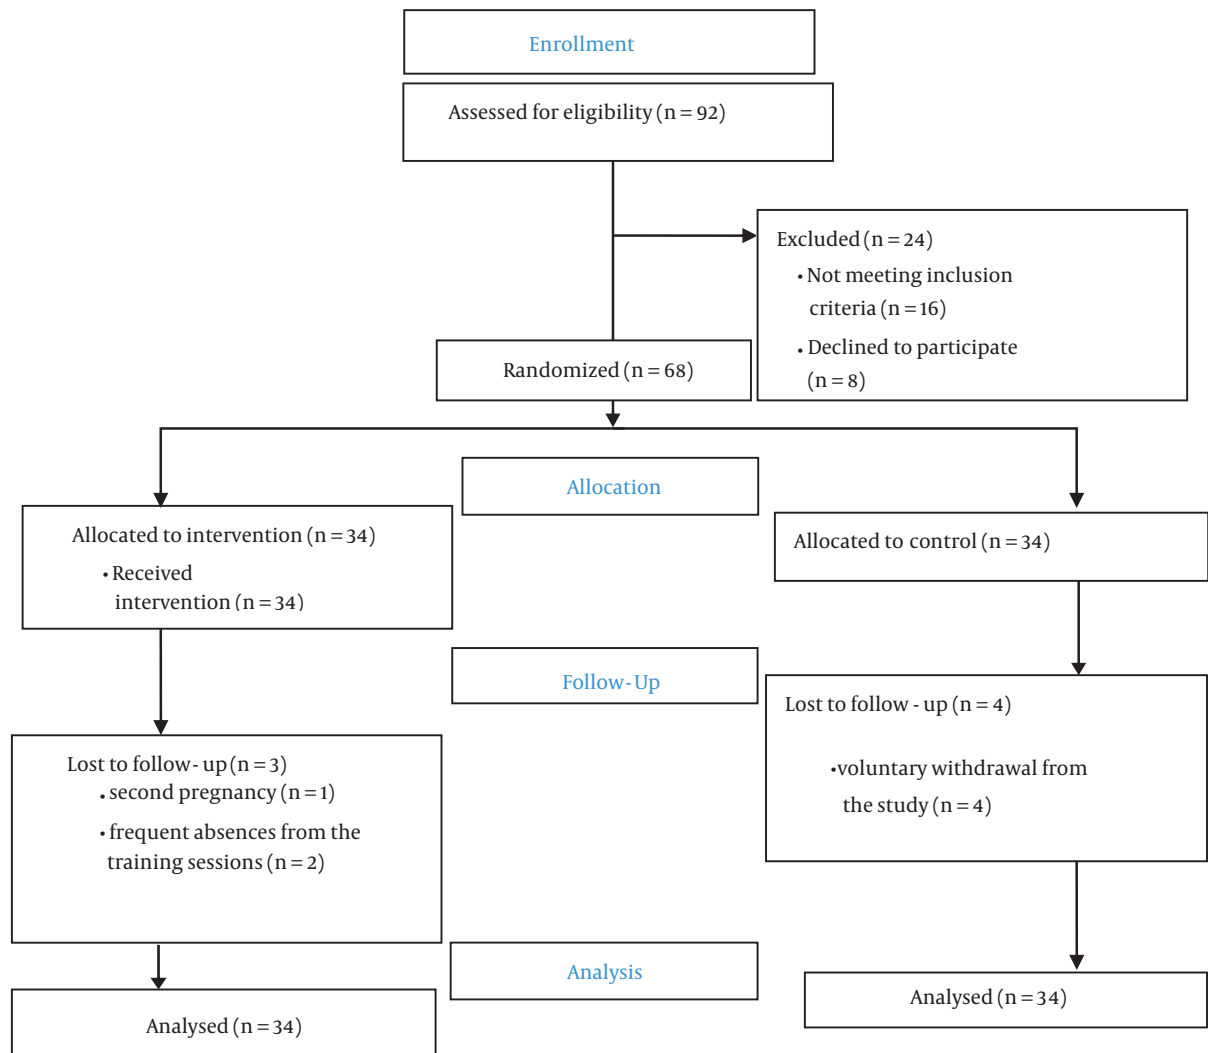 Enrollment
Assessed for eligibility (n = 92)
Excluded (n = 24)
• Not meeting inclusion
criteria (n = 16)
• Declined to participate
(n = 8)
Randomized (n = 68)
Allocation
Allocated to intervention (n = 34)
• Received
intervention (n = 34)
Allocated to control (n = 34)
Follow-Up
Lost to follow- up (n = 3)
• second pregnancy (n = 1)
• frequent absences from the
training sessions (n = 2)
Lost to follow - up (n = 4)
•voluntary withdrawal from
the study (n = 4)
Analysis
Analysed (n = 34)
Analysed (n = 34)